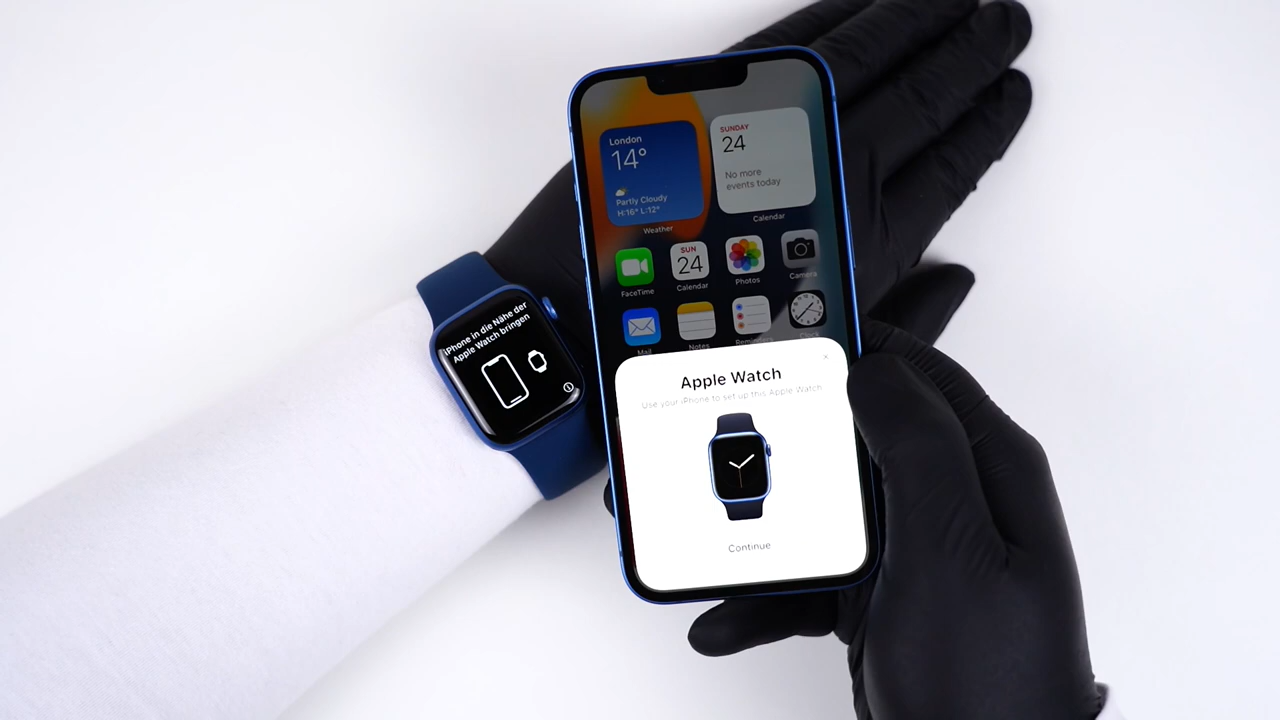 London
14°
Partly Cloudy
H:16° L:12°
Weather
SUNDAY
24
No more
events today
Calendar
FaceTime
SUN
24
Calendar
Photos
Camera
Mail
Notes
Reminders
Clock
Apple Watch
Use your iPhone to set up this Apple Watch
Continue
iPhone in die Nähe der
Apple Watch bringen